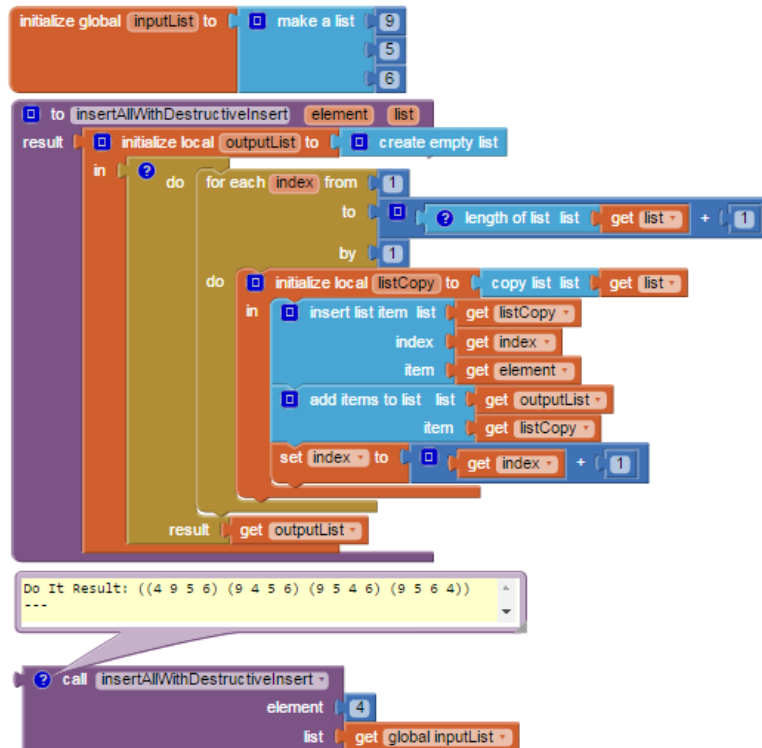 initialize global inputList to make a list 9
5
6
to insertAllWithDestructiveInsert element list
result initialize local outputList to create empty list
in ? do for each index from 1
to ? length of list list get list + 1
by 1
do initialize local listCopy to copy list list get list
in insert list item list get listCopy
index get index
item get element
add items to list list get outputList
item get listCopy
set index to get index + 1
result get outputList
Do It Result: ((4 9 5 6) (9 4 5 6) (9 5 4 6) (9 5 6 4))
---
? call insertAllWithDestructiveInsert
element 4
list get global inputList